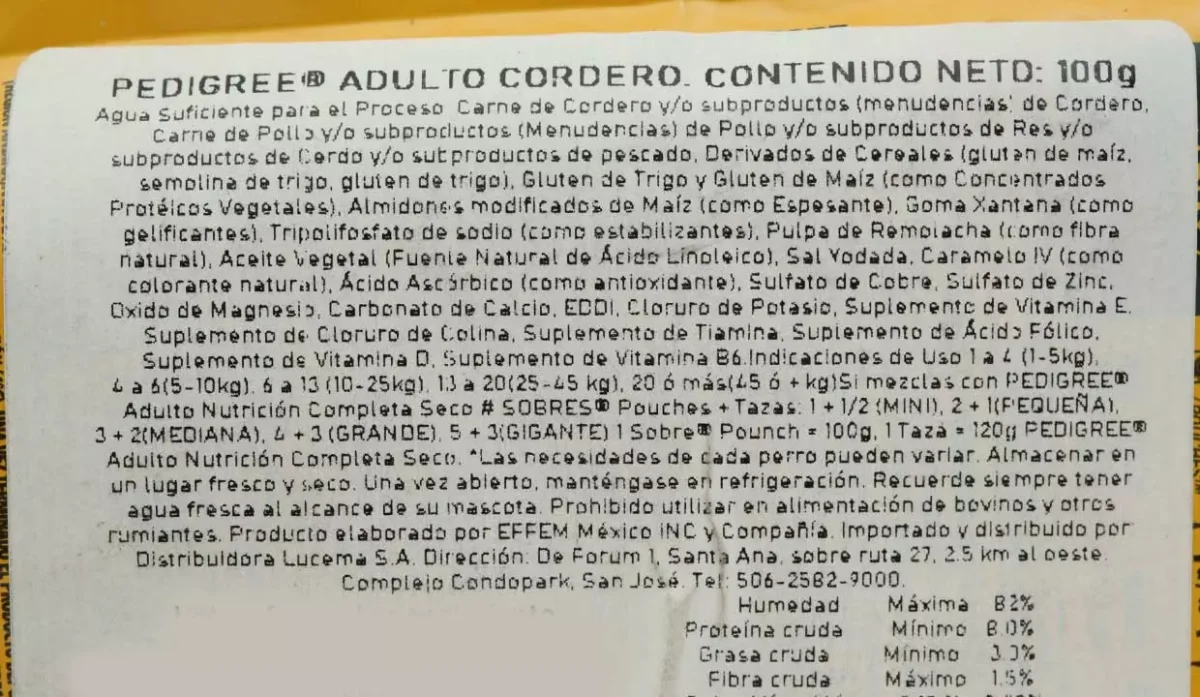 PEDIGREE® ADULTO CORDERO. CONTENIDO NETO: 100g
Agua Suficiente para el Proceso Carne de Cordero y/o subproductos (menudencias) de Cordero,
Carne de Pollo y/o subproductos (Menudencias) de Pollo y/o subproductos de Res y/o
subproductos de Cerdo y/o subproductos de pescado, Derivados de Cereales (gluten de maíz,
semolina de trigo, gluten de trigo), Gluten de Trigo y Gluten de Maíz (como Concentrados
Protéicos Vegetales), Almidones modificados de Maíz (como Espesante), Goma Xantana (como
gelificantes), Tripolifosfato de sodio (como estabilizantes), Pulpa de Remolacha (como fibra
natural), Aceite Vegetal (Fuente Natural de Ácido Linoleico), Sal Yodada, Caramelo IV (como
colorante natural), Ácido Ascórbico (como antioxidante), Sulfato de Cobre, Sulfato de Zinc,
Oxido de Magnesio, Carbonato de Calcio, EDDI, Cloruro de Potasio, Suplemento de Vitamina E,
Suplemento de Cloruro de Colina, Suplemento de Tiamina, Suplemento de Ácido Fólico,
Suplemento de Vitamina D, Suplemento de Vitamina B6.Indicaciones de Uso 1 a 4 (1-5kg),
4 a 6(5-10kg), 6 a 13 (10-25kg), 13 a 20(25-45 kg), 20 ó más(45 ó + kg)Si mezclas con PEDIGREE®
Adulto Nutrición Completa Seco # SOBRES® Pouches + Tazas: 1 + 1/2 (MINI), 2 + 1(PEQUEÑA),
3 + 2(MEDIANA), 4 + 3 (GRANDE), 5 + 3(GIGANTE) 1 Sobre® Pounch = 100g, 1 Taza = 120g PEDIGREE®
Adulto Nutrición Completa Seco. *Las necesidades de cada perro pueden variar. Almacenar en
un lugar fresco y seco. Una vez abierto, manténgase en refrigeración. Recuerde siempre tener
agua fresca al alcance de su mascota. Prohibido utilizar en alimentación de bovinos y otros
rumiantes. Producto elaborado por EFFEM México INC y Compañía. Importado y distribuido por
Distribuidora Lucema S.A. Dirección: De Forum 1, Santa Ana, sobre ruta 27, 2.5 km al oeste.
Complejo Condopark, San José. Tel: 506-2582-9000.
Humedad Máxima 82%
Proteína cruda Mínimo 8.0%
Grasa cruda Mínimo 3.0%
Fibra cruda Máximo 1.5%